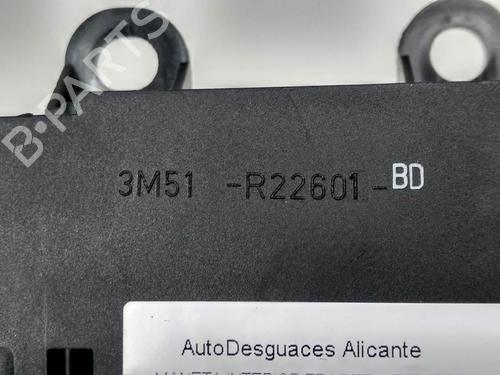 B-PARTS
3M51 -R22601-BD
AutoDesguaces Alicante